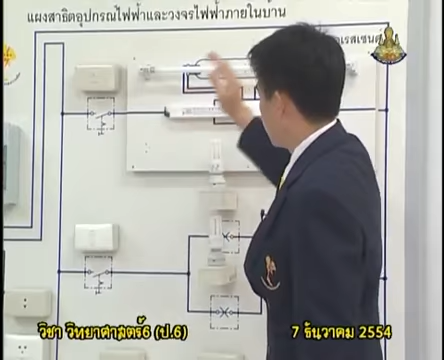 แผงสาธิตอุปกรณ์ไฟฟ้าและวงจรไฟฟ้าภายในบ้าน
วิชา วิทยาศาสตร์6 (ป.6)
7 ธันวาคม 2554